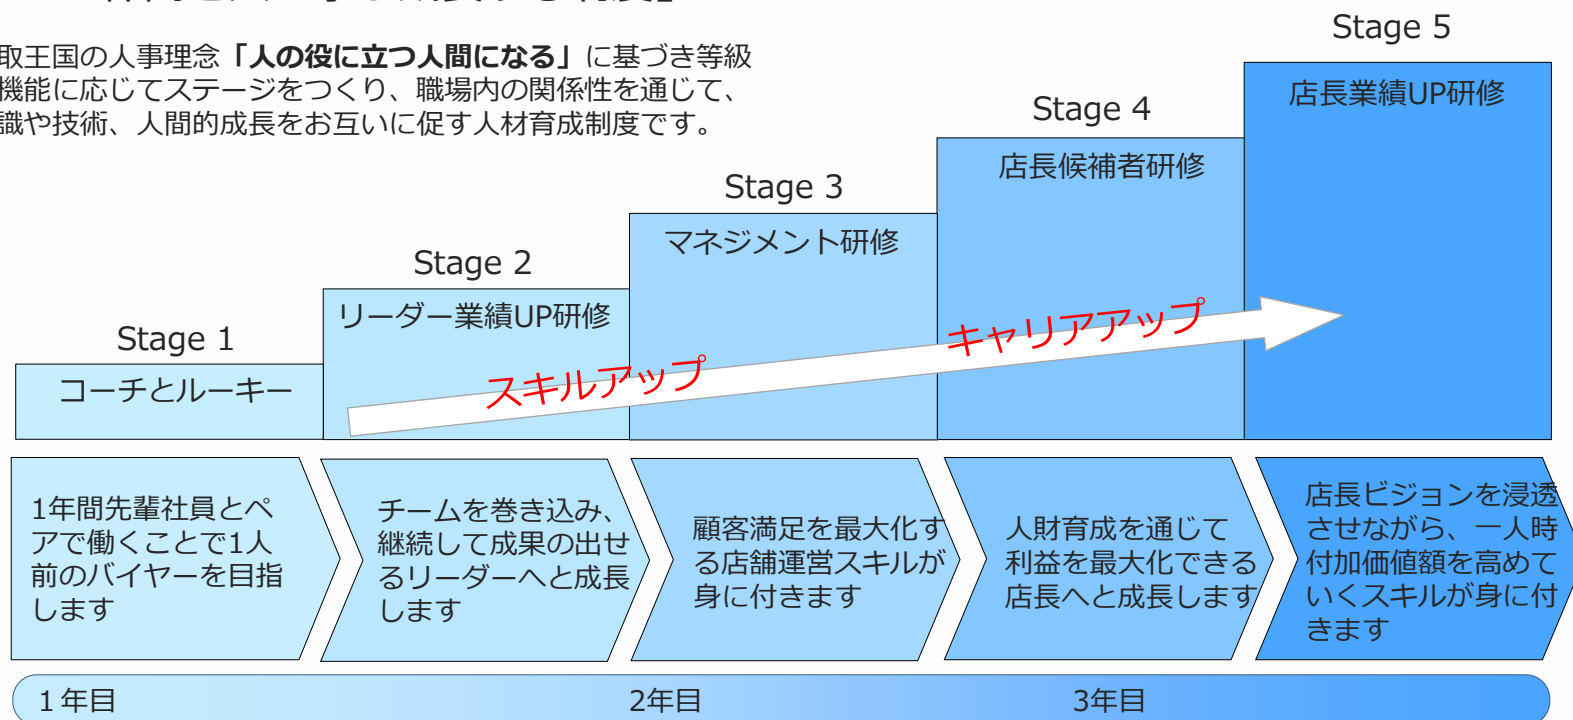 取王国の人事理念「人の役に立つ人間になる」に基づき等級
機能に応じてステージをつくり、職場内の関係性を通じて、
識や技術、人間的成長をお互いに促す人材育成制度です。
Stage 1
コーチとルーキー
Stage 2
リーダー業績UP研修
Stage 3
マネジメント研修
Stage 4
店長候補者研修
Stage 5
店長業績UP研修
スキルアップ
キャリアアップ
1年間先輩社員とペ
アで働くことで1人
前のバイヤーを目指
します
チームを巻き込み、
継続して成果の出せ
るリーダーへと成長
します
顧客満足を最大化す
る店舗運営スキルが
身に付きます
人財育成を通じて
利益を最大化できる
店長へと成長します
店長ビジョンを浸透
させながら、一人時
付加価値額を高めて
いくスキルが身に付
きます
１年目
2年目
3年目